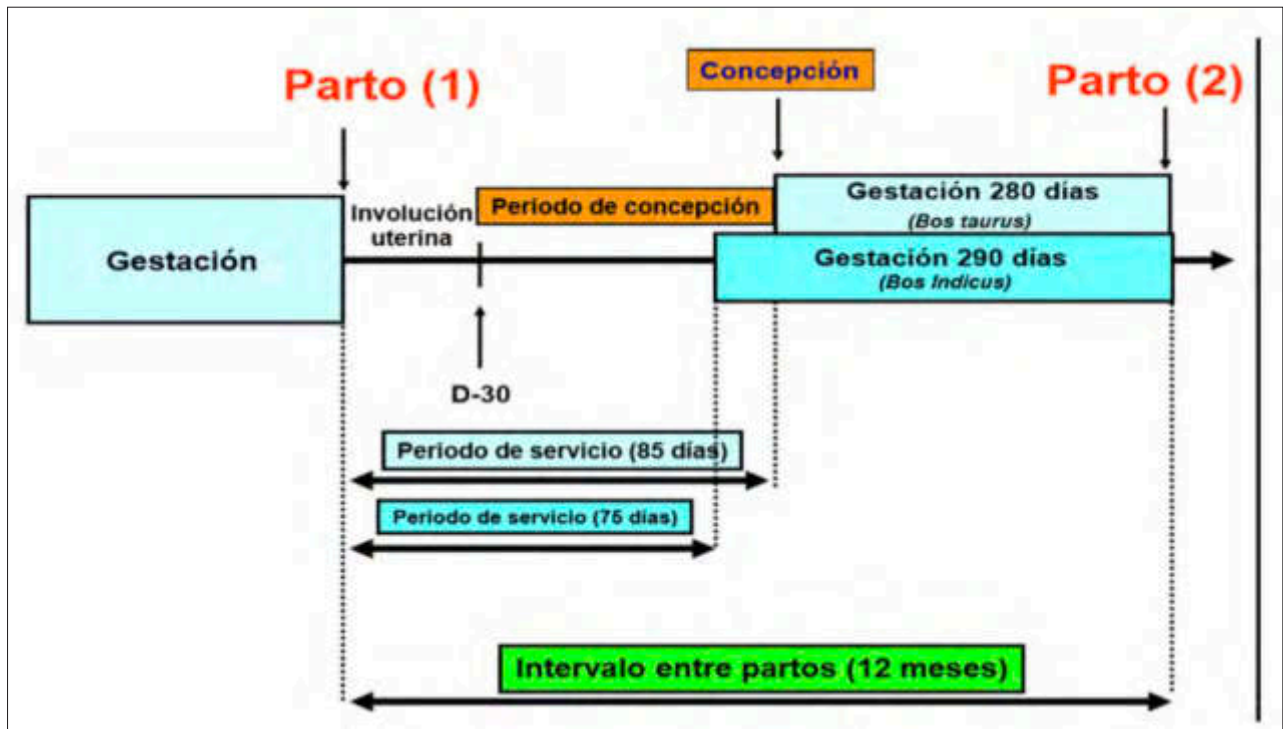 Parto (1)
Concepción
Parto (2)
Gestación
Involución
uterina
Periodo de concepción
Gestación 280 días
(Bos taurus)
Gestación 290 días
(Bos Indicus)
D-30
Periodo de servicio (85 días)
Periodo de servicio (75 días)
Intervalo entre partos (12 meses)